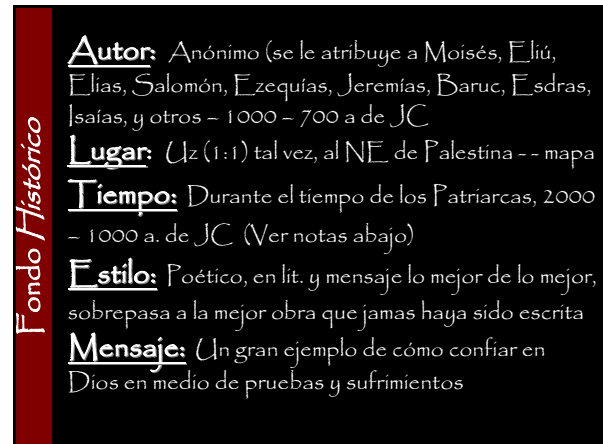 Fondo Histórico
Autor: Anónimo (se le atribuye a Moisés, Eliú,
Elias, Salomón, Ezequías, Jeremías, Baruc, Esdras,
Isaías, y otros – 1000 – 700 a de JC
Lugar: Uz (1:1) tal vez, al NE de Palestina - - mapa
Tiempo: Durante el tiempo de los Patriarcas, 2000
– 1000 a. de JC (Ver notas abajo)
Estilo: Poético, en lit. y mensaje lo mejor de lo mejor,
sobrepasa a la mejor obra que jamas haya sido escrita
Mensaje: Un gran ejemplo de cómo confiar en
Dios en medio de pruebas y sufrimientos